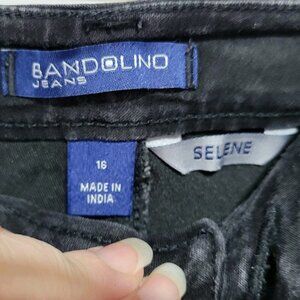 BANDOLINO
JEANS
SELENE
16
MADE IN
INDIA